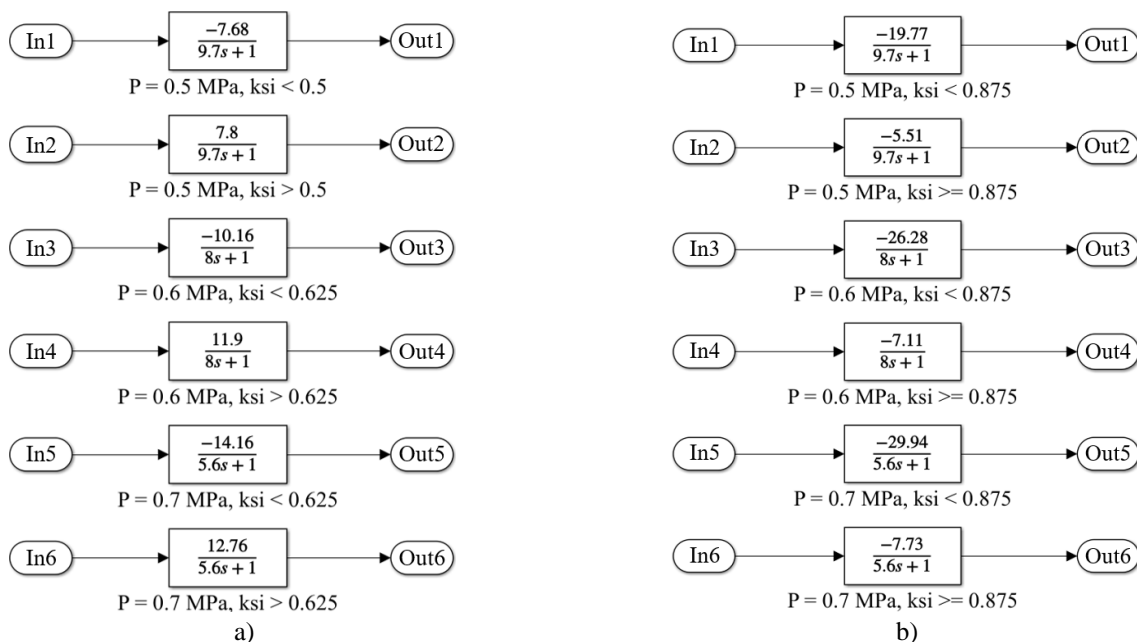 In1
-7.68
9.7s + 1
Out1
P = 0.5 MPa, ksi < 0.5
In2
7.8
9.7s + 1
Out2
P = 0.5 MPa, ksi > 0.5
In3
-10.16
8s + 1
Out3
P = 0.6 MPa, ksi < 0.625
In4
11.9
8s + 1
Out4
P = 0.6 MPa, ksi > 0.625
In5
-14.16
5.6s + 1
Out5
P = 0.7 MPa, ksi < 0.625
In6
12.76
5.6s + 1
Out6
P = 0.7 MPa, ksi > 0.625
a)
In1
-19.77
9.7s + 1
Out1
P = 0.5 MPa, ksi < 0.875
In2
-5.51
9.7s + 1
Out2
P = 0.5 MPa, ksi >= 0.875
In3
-26.28
8s + 1
Out3
P = 0.6 MPa, ksi < 0.875
In4
-7.11
8s + 1
Out4
P = 0.6 MPa, ksi >= 0.875
In5
-29.94
5.6s + 1
Out5
P = 0.7 MPa, ksi < 0.875
In6
-7.73
5.6s + 1
Out6
P = 0.7 MPa, ksi >= 0.875
b)